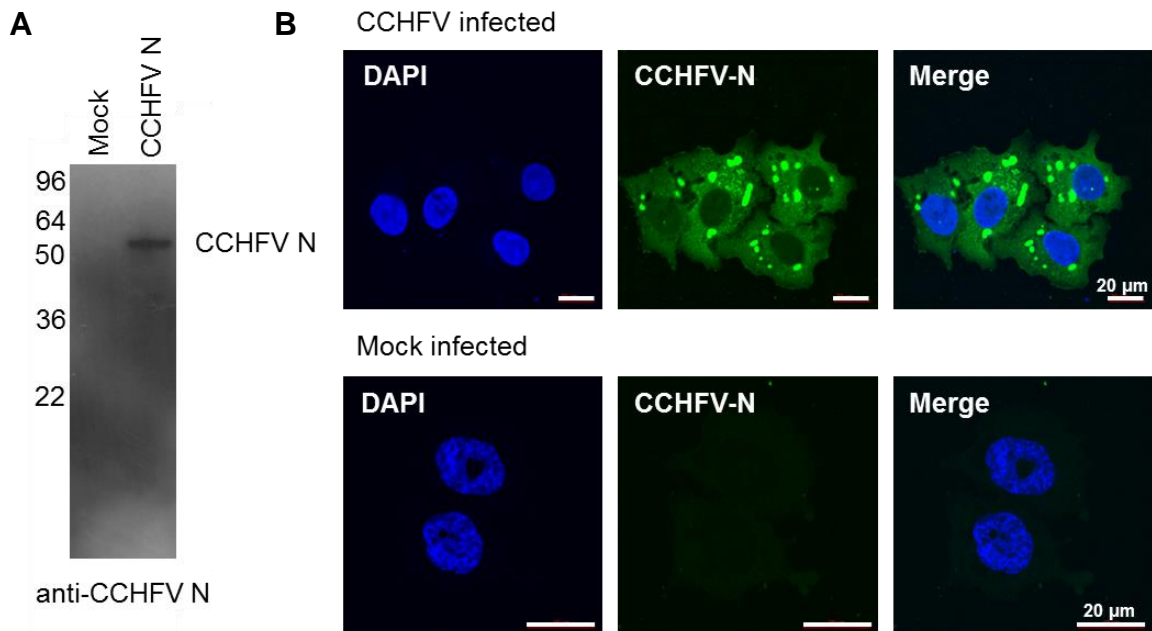 A
Mock
CCHFV N
96
64
50
36
22
CCHFV N
anti-CCHFV N
B
CCHFV infected
DAPI
CCHFV-N
Merge
20 µm
Mock infected
DAPI
CCHFV-N
Merge
20 µm